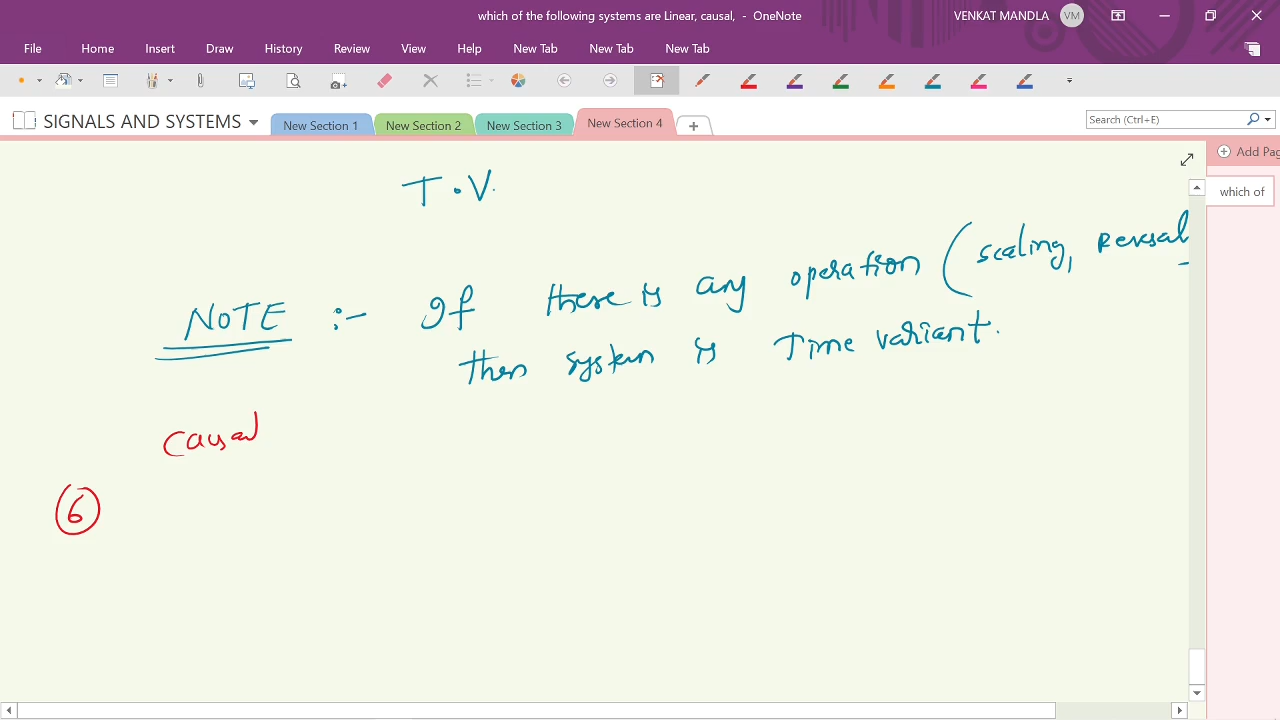 which of the following systems are Linear, causal, - OneNote
VENKAT MANDLA VM
File Home Insert Draw History Review View Help New Tab New Tab New Tab
SIGNALS AND SYSTEMS New Section 1 New Section 2 New Section 3 New Section 4 Search (Ctrl+E)
Add Pag
which of
T.V.
NOTE :- If there is any operation (scaling, Reversal
then system is Time variant.
causal
6